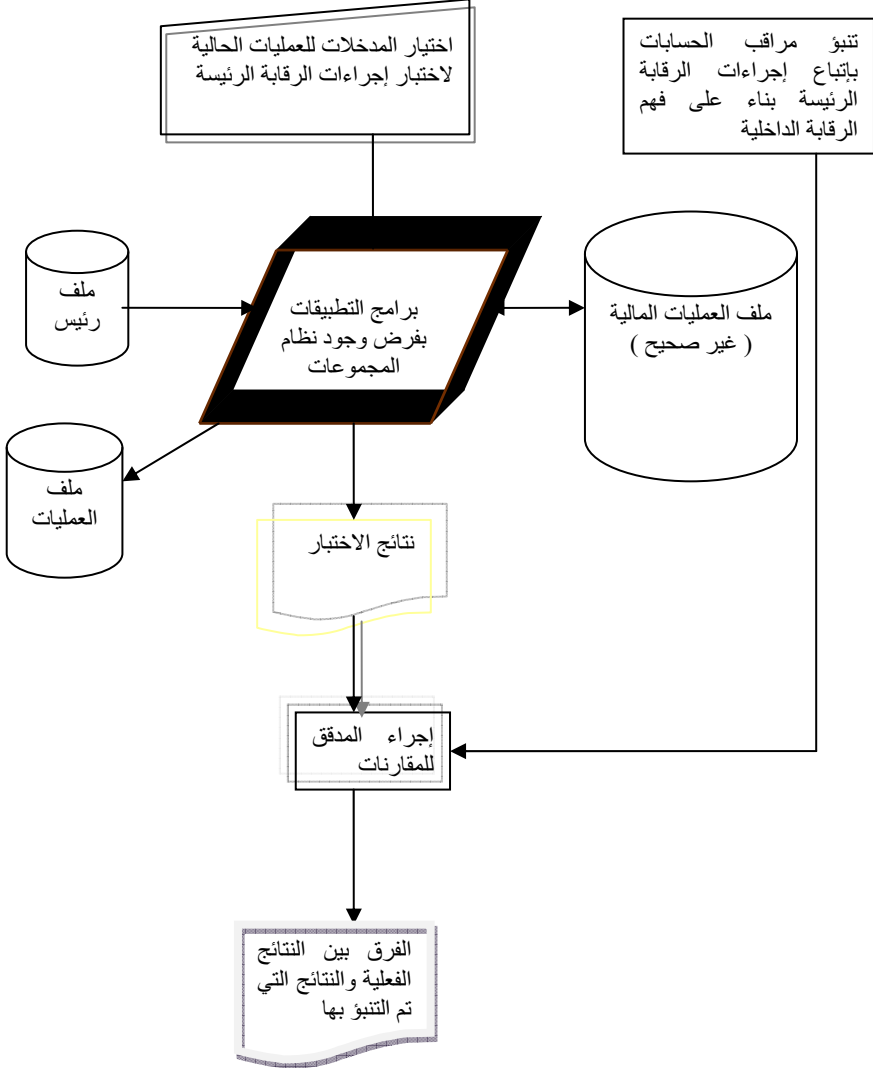 اختيار المدخلات للعمليات الحالية
لاختبار إجراءات الرقابة الرئيسة
تنبؤ مراقب الحسابات
بإتباع إجراءات الرقابة
الرئيسة بناء على فهم
الرقابة الداخلية
ملف
رئيس
برامج التطبيقات
بفرض وجود نظام
المجموعات
ملف العمليات المالية
( غير صحيح )
ملف
العمليات
نتائج الاختبار
إجراء المدقق
للمقارنات
الفرق بين النتائج
الفعلية والنتائج التي
تم التنبؤ بها